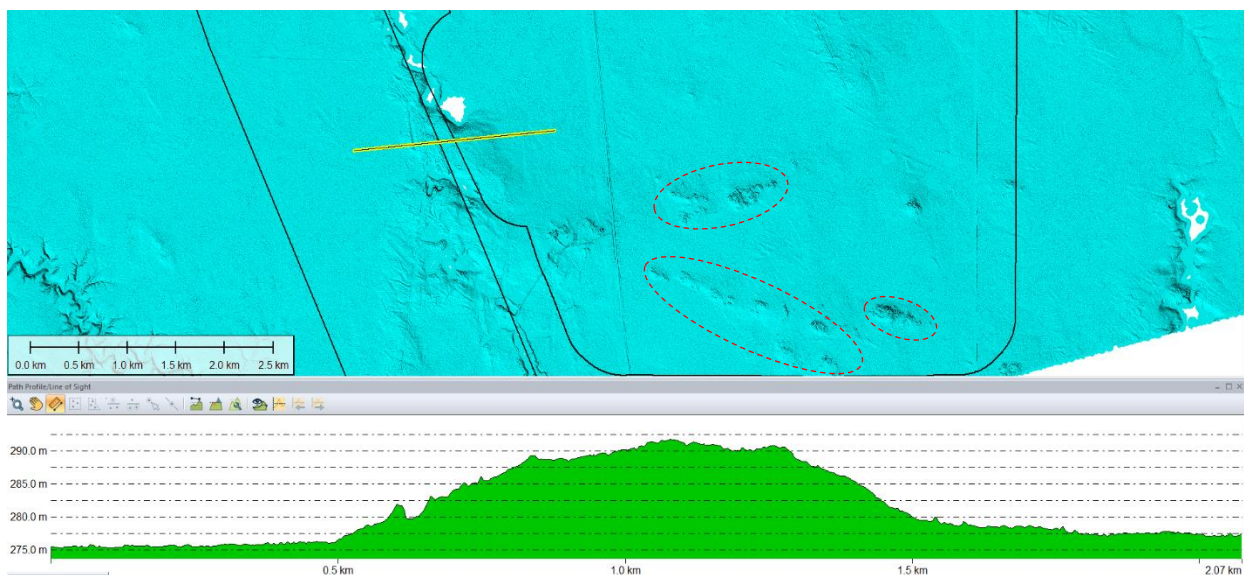 0.0 km 0.5 km 1.0 km 1.5 km 2.0 km 2.5 km
Path Profile/Line of Sight
290.0 m
285.0 m
280.0 m
275.0 m
0.5 km 1.0 km 1.5 km 2.07 km